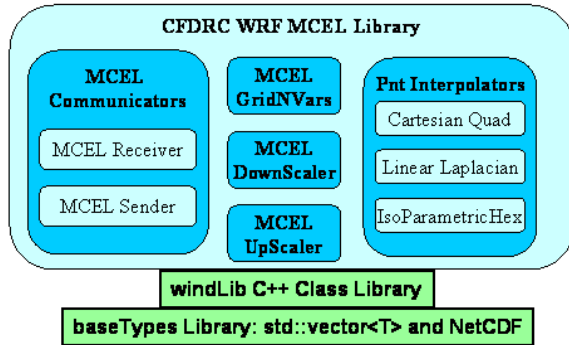 CFDRC WRF MCEL Library
MCEL
Communicators
MCEL Receiver
MCEL Sender
MCEL
GridNVars
MCEL
DownScaler
MCEL
UpScaler
Pnt Interpolators
Cartesian Quad
Linear Laplacian
IsoParametricHex
windLib C++ Class Library
baseTypes Library: std::vector<T> and NetCDF